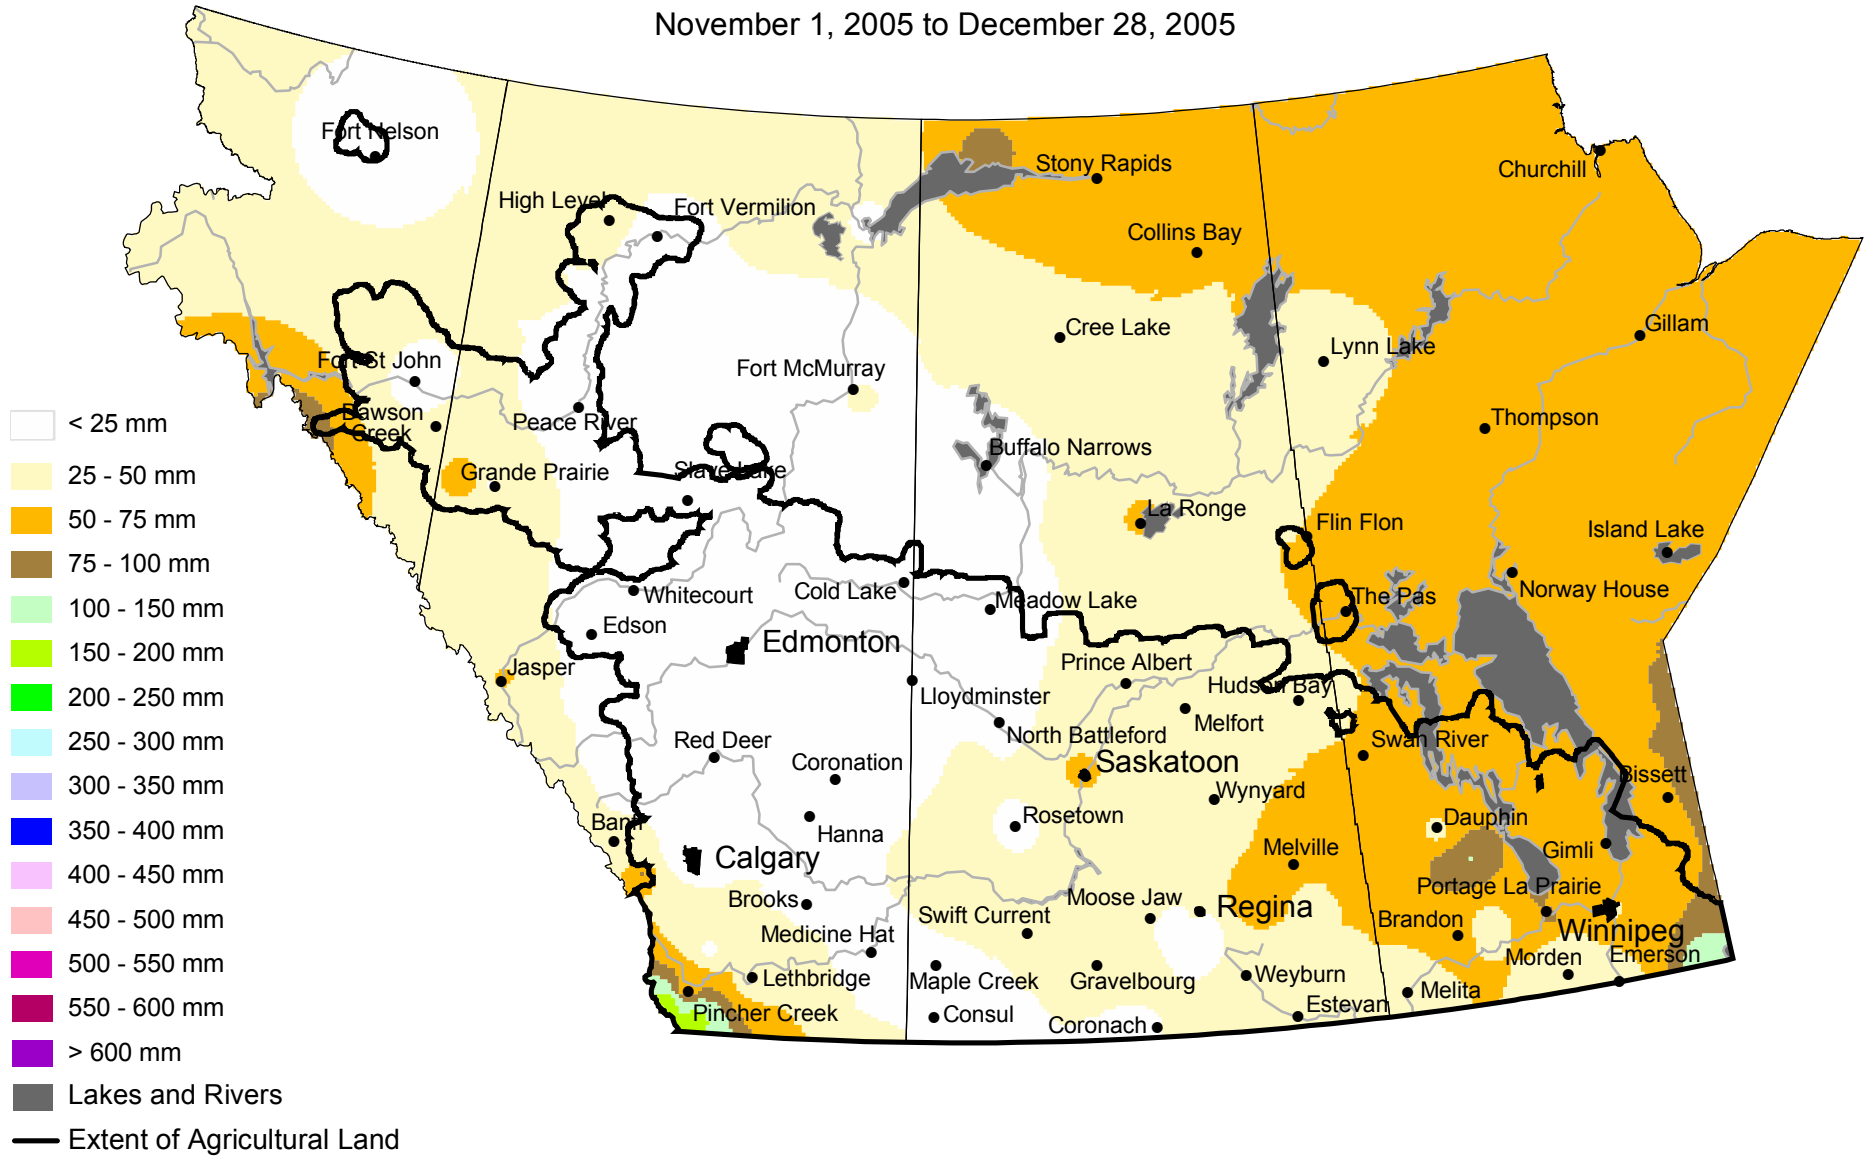 November 1, 2005 to December 28, 2005
Fort Nelson
Churchill
Stony Rapids
High Level
Fort Vermilion
Collins Bay
Gillam
Cree Lake
Lynn Lake
Fort St John
Fort McMurray
Dawson
Creek
Peace River
Thompson
Buffalo Narrows
Grande Prairie
Slave Lake
La Ronge
Flin Flon
Island Lake
Whitecourt
Cold Lake
Meadow Lake
The Pas
Norway House
Edson
Edmonton
Jasper
Prince Albert
Lloydminster
Hudson Bay
Melfort
Red Deer
North Battleford
Swan River
Coronation
Saskatoon
Bissett
Wynyard
Banff
Hanna
Rosetown
Dauphin
Calgary
Melville
Gimli
Brooks
Moose Jaw
Portage La Prairie
Swift Current
Regina
Brandon
Medicine Hat
Winnipeg
Lethbridge
Maple Creek
Gravelbourg
Weyburn
Morden
Emerson
Pincher Creek
Consul
Coronach
Estevan
Melita
< 25 mm
25 - 50 mm
50 - 75 mm
75 - 100 mm
100 - 150 mm
150 - 200 mm
200 - 250 mm
250 - 300 mm
300 - 350 mm
350 - 400 mm
400 - 450 mm
450 - 500 mm
500 - 550 mm
550 - 600 mm
> 600 mm
Lakes and Rivers
Extent of Agricultural Land